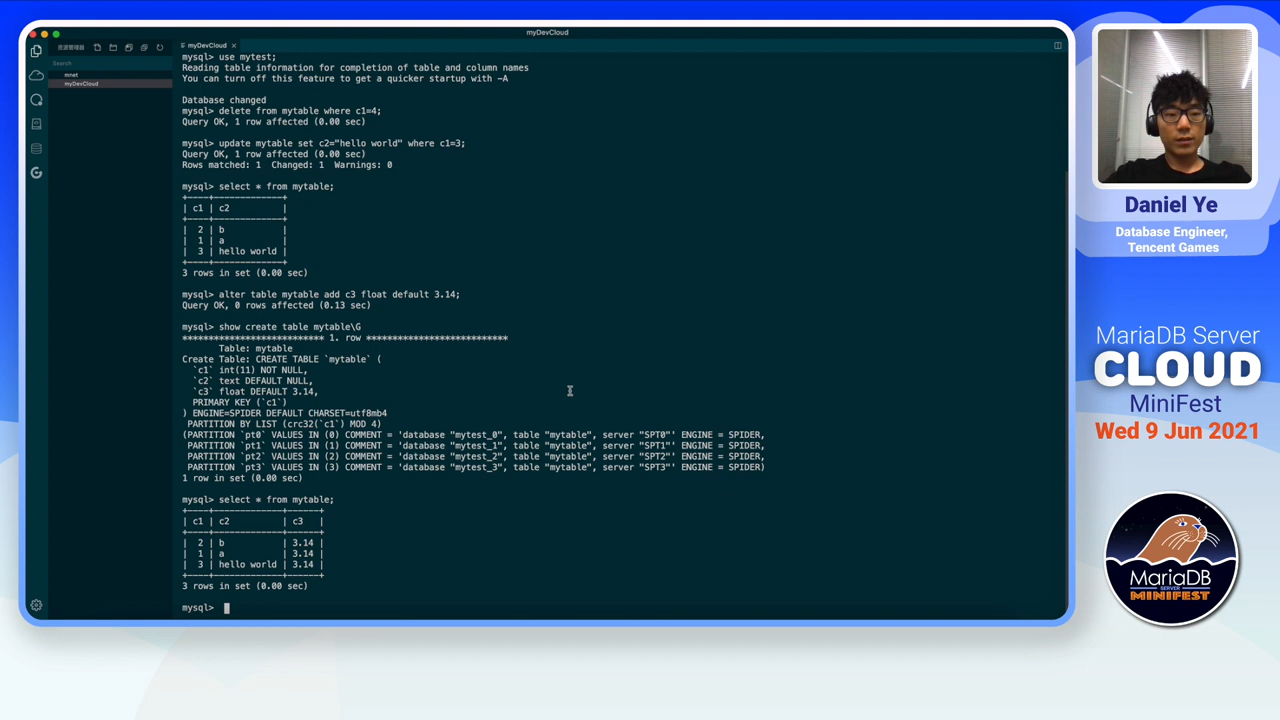 myDevCloud
资源管理器
myDevCloud
Search
mnet
myDevCloud
mysql> use mytest;
Reading table information for completion of table and column names
You can turn off this feature to get a quicker startup with -A
Database changed
mysql> delete from mytable where c1=4;
Query OK, 1 row affected (0.00 sec)
mysql> update mytable set c2="hello world" where c1=3;
Query OK, 1 row affected (0.00 sec)
Rows matched: 1  Changed: 1  Warnings: 0
mysql> select * from mytable;
+----+-------------+
| c1 | c2          |
+----+-------------+
|  2 | b           |
|  1 | a           |
|  3 | hello world |
+----+-------------+
3 rows in set (0.00 sec)
mysql> alter table mytable add c3 float default 3.14;
Query OK, 0 rows affected (0.13 sec)
mysql> show create table mytable\G
*************************** 1. row ***************************
Table: mytable
Create Table: CREATE TABLE `mytable` (
`c1` int(11) NOT NULL,
`c2` text DEFAULT NULL,
`c3` float DEFAULT 3.14,
PRIMARY KEY (`c1`)
) ENGINE=SPIDER DEFAULT CHARSET=utf8mb4
PARTITION BY LIST (crc32(`c1`) MOD 4)
(PARTITION `pt0` VALUES IN (0) COMMENT = 'database "mytest_0", table "mytable", server "SPT0"' ENGINE = SPIDER,
PARTITION `pt1` VALUES IN (1) COMMENT = 'database "mytest_1", table "mytable", server "SPT1"' ENGINE = SPIDER,
PARTITION `pt2` VALUES IN (2) COMMENT = 'database "mytest_2", table "mytable", server "SPT2"' ENGINE = SPIDER,
PARTITION `pt3` VALUES IN (3) COMMENT = 'database "mytest_3", table "mytable", server "SPT3"' ENGINE = SPIDER)
1 row in set (0.00 sec)
mysql> select * from mytable;
+----+-------------+------+
| c1 | c2          | c3   |
+----+-------------+------+
|  2 | b           | 3.14 |
|  1 | a           | 3.14 |
|  3 | hello world | 3.14 |
+----+-------------+------+
3 rows in set (0.00 sec)
mysql>
Daniel Ye
Database Engineer,
Tencent Games
MariaDB Server
CLOUD
MiniFest
Wed 9 Jun 2021
MariaDB
SERVER
MINIFEST